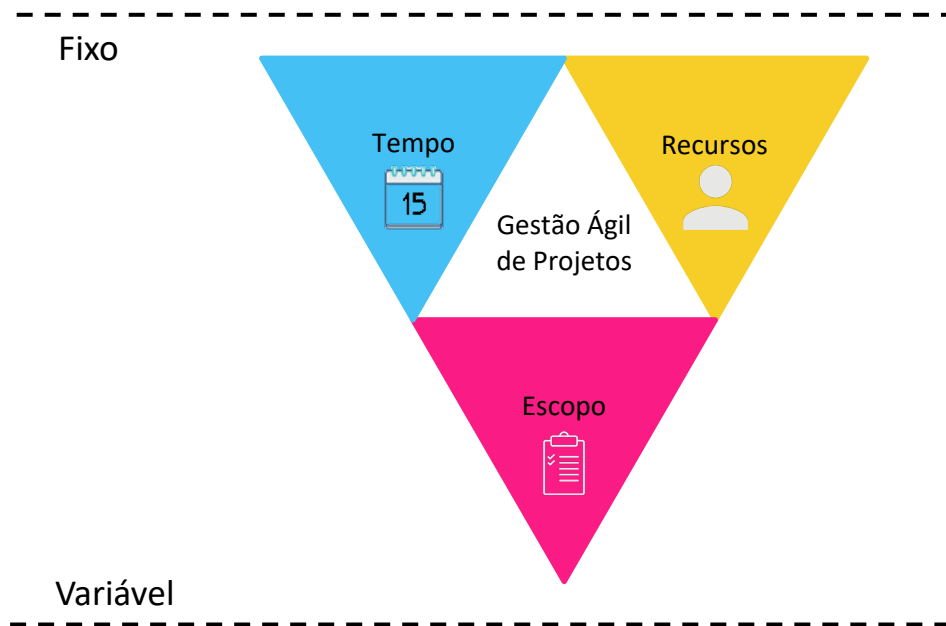 Fixo
Tempo
Recursos
15
Gestão Ágil
de Projetos
Escopo
Variável